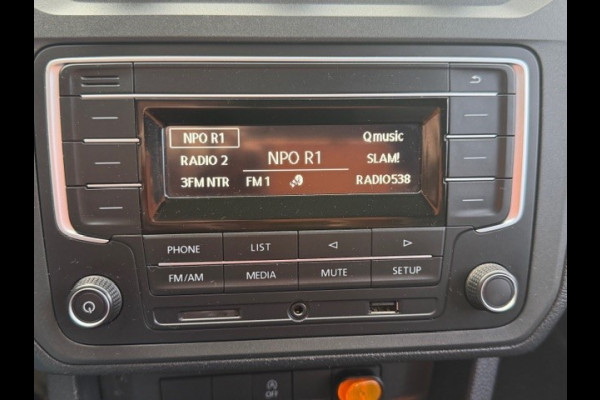 NPO R1 Qmusic
RADIO 2 NPO R1 SLAM!
3FM NTR FM 1 RADIO538
PHONE LIST
FM/AM MEDIA MUTE SETUP
OFF